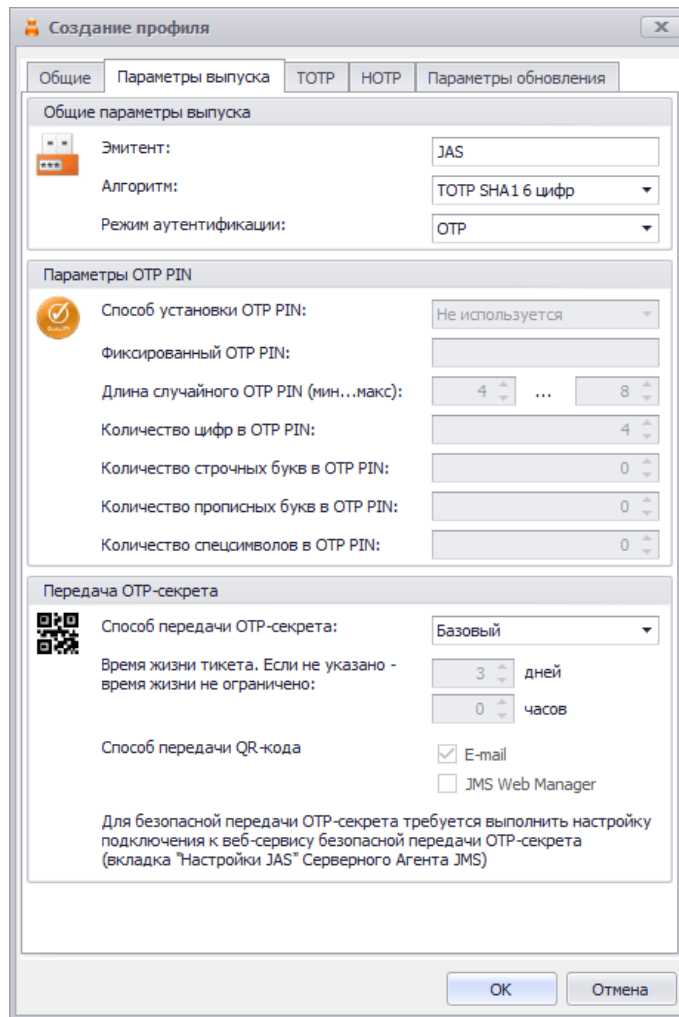 Создание профиля
Общие Параметры выпуска TOTP HOTP Параметры обновления
Общие параметры выпуска
Эмитент: JAS
Алгоритм: TOTP SHA1 6 цифр
Режим аутентификации: OTP
Параметры OTP PIN
Способ установки OTP PIN: Не используется
Фиксированный OTP PIN:
Длина случайного OTP PIN (мин...макс): 4 ... 8
Количество цифр в OTP PIN: 4
Количество строчных букв в OTP PIN: 0
Количество прописных букв в OTP PIN: 0
Количество спецсимволов в OTP PIN: 0
Передача OTP-секрета
Способ передачи OTP-секрета: Базовый
Время жизни тикета. Если не указано -
время жизни не ограничено:
3 дней
0 часов
Способ передачи QR-кода E-mail
JMS Web Manager
Для безопасной передачи OTP-секрета требуется выполнить настройку
подключения к веб-сервису безопасной передачи OTP-секрета
(вкладка "Настройки JAS" Серверного Агента JMS)
OK Отмена